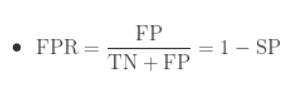 • FPR = FP / (TN + FP) = 1 − SP